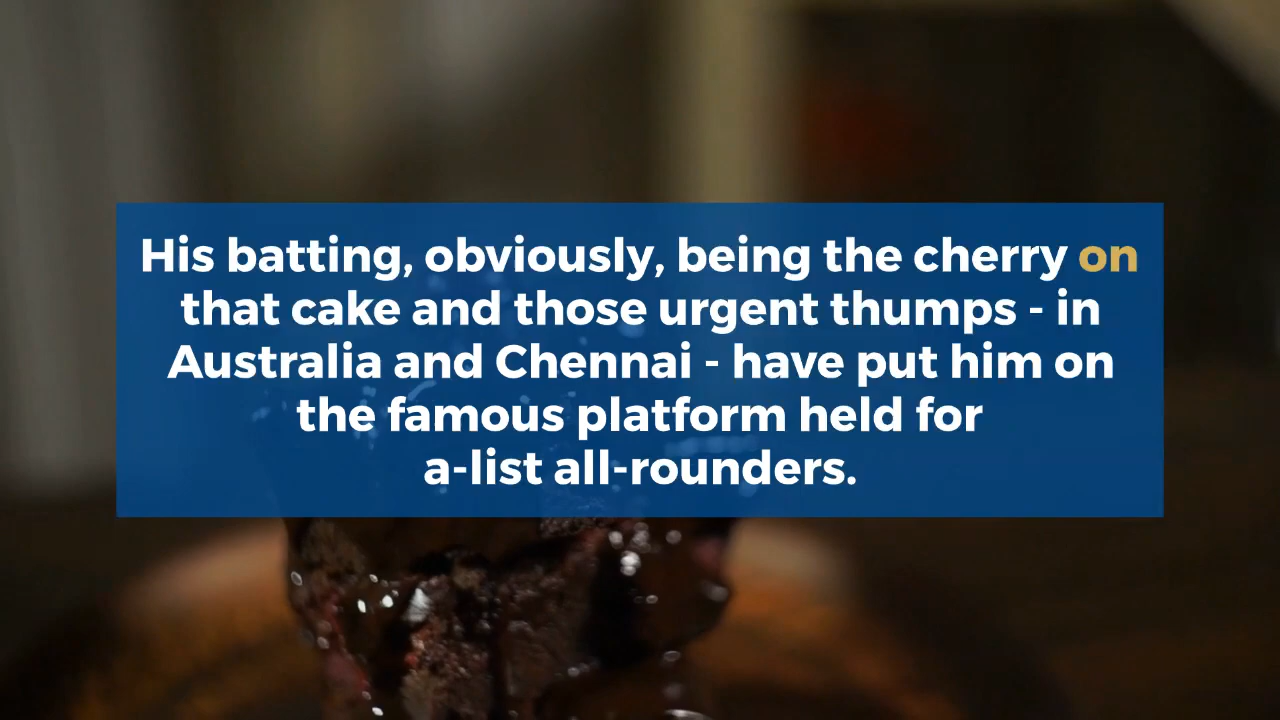 His batting, obviously, being the cherry on
that cake and those urgent thumps - in
Australia and Chennai - have put him on
the famous platform held for
a-list all-rounders.